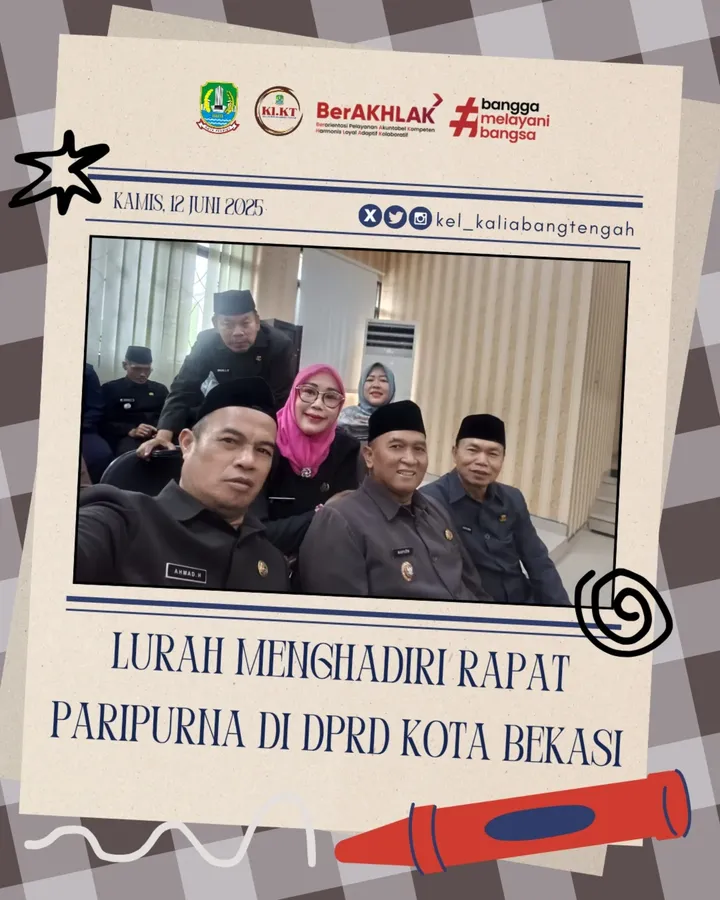 KLKT
BerAKHLAK
Berorientasi Pelayanan Akuntabel Kompeten
Harmonis Loyal Adaptif Kolaboratif
#bangga
melayani
bangsa
KAMIS, 12 JUNI 2025
kel_kaliabangtengah
AHMAD.H
LURAH MENGHADIRI RAPAT
PARIPURNA DI DPRD KOTA BEKASI